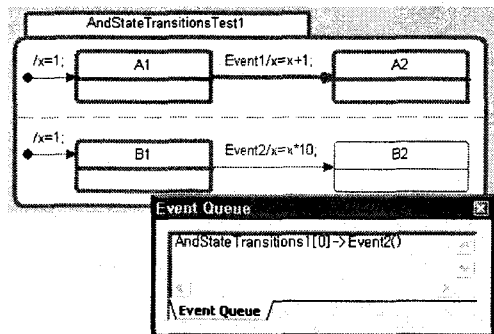 AndStateTransitionsTest1
/x=1; A1 Event1/x=x+1; A2
/x=1; B1 Event2/x=x*10; B2
Event Queue
AndStateTransitions1[0]->Event2()
Event Queue